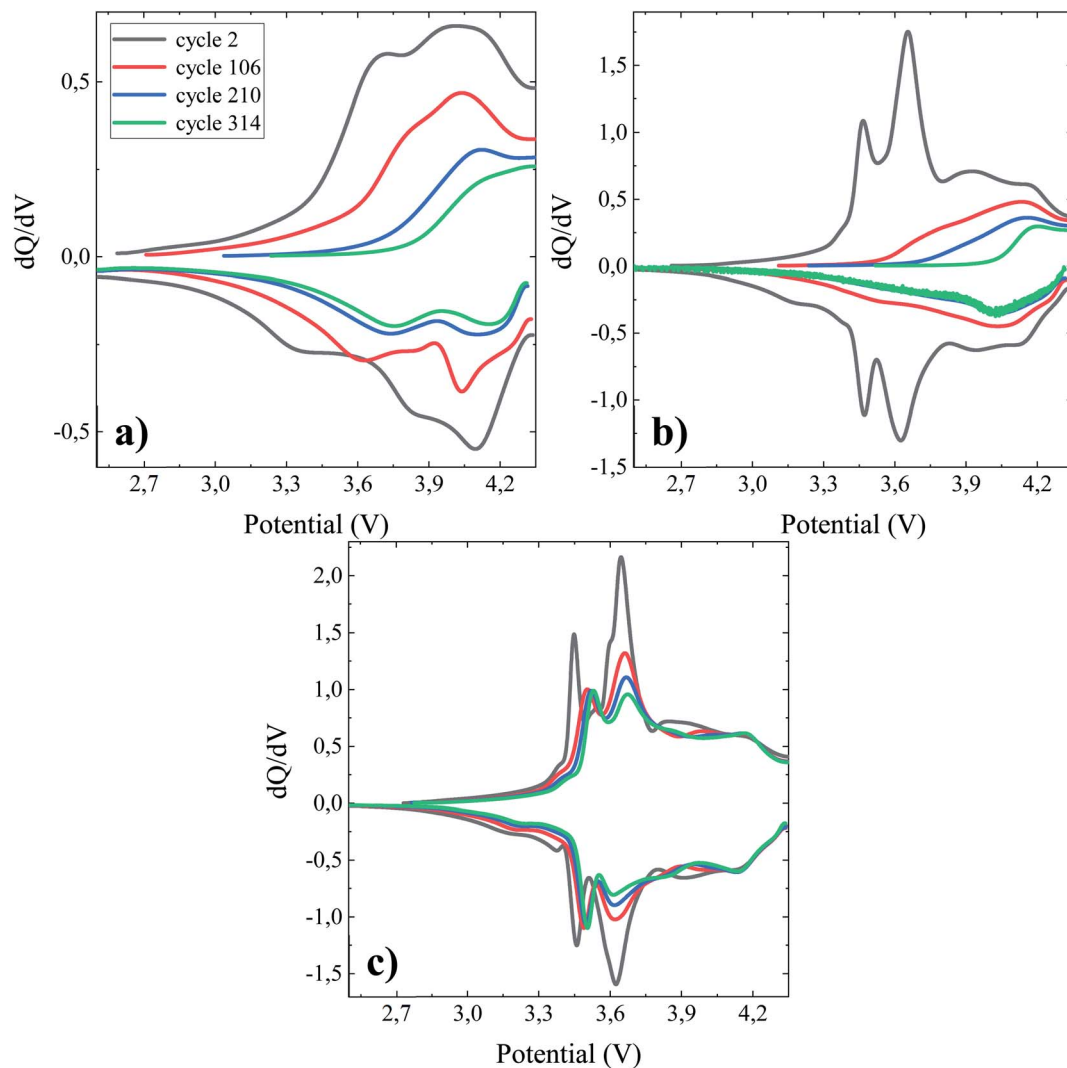 cycle 2
cycle 106
cycle 210
cycle 314
0,5
0,0
-0,5
dQ/dV
a)
2,7 3,0 3,3 3,6 3,9 4,2
Potential (V)
1,5
1,0
0,5
0,0
-0,5
-1,0
-1,5
dQ/dV
b)
2,7 3,0 3,3 3,6 3,9 4,2
Potential (V)
2,0
1,5
1,0
0,5
0,0
-0,5
-1,0
-1,5
dQ/dV
c)
2,7 3,0 3,3 3,6 3,9 4,2
Potential (V)